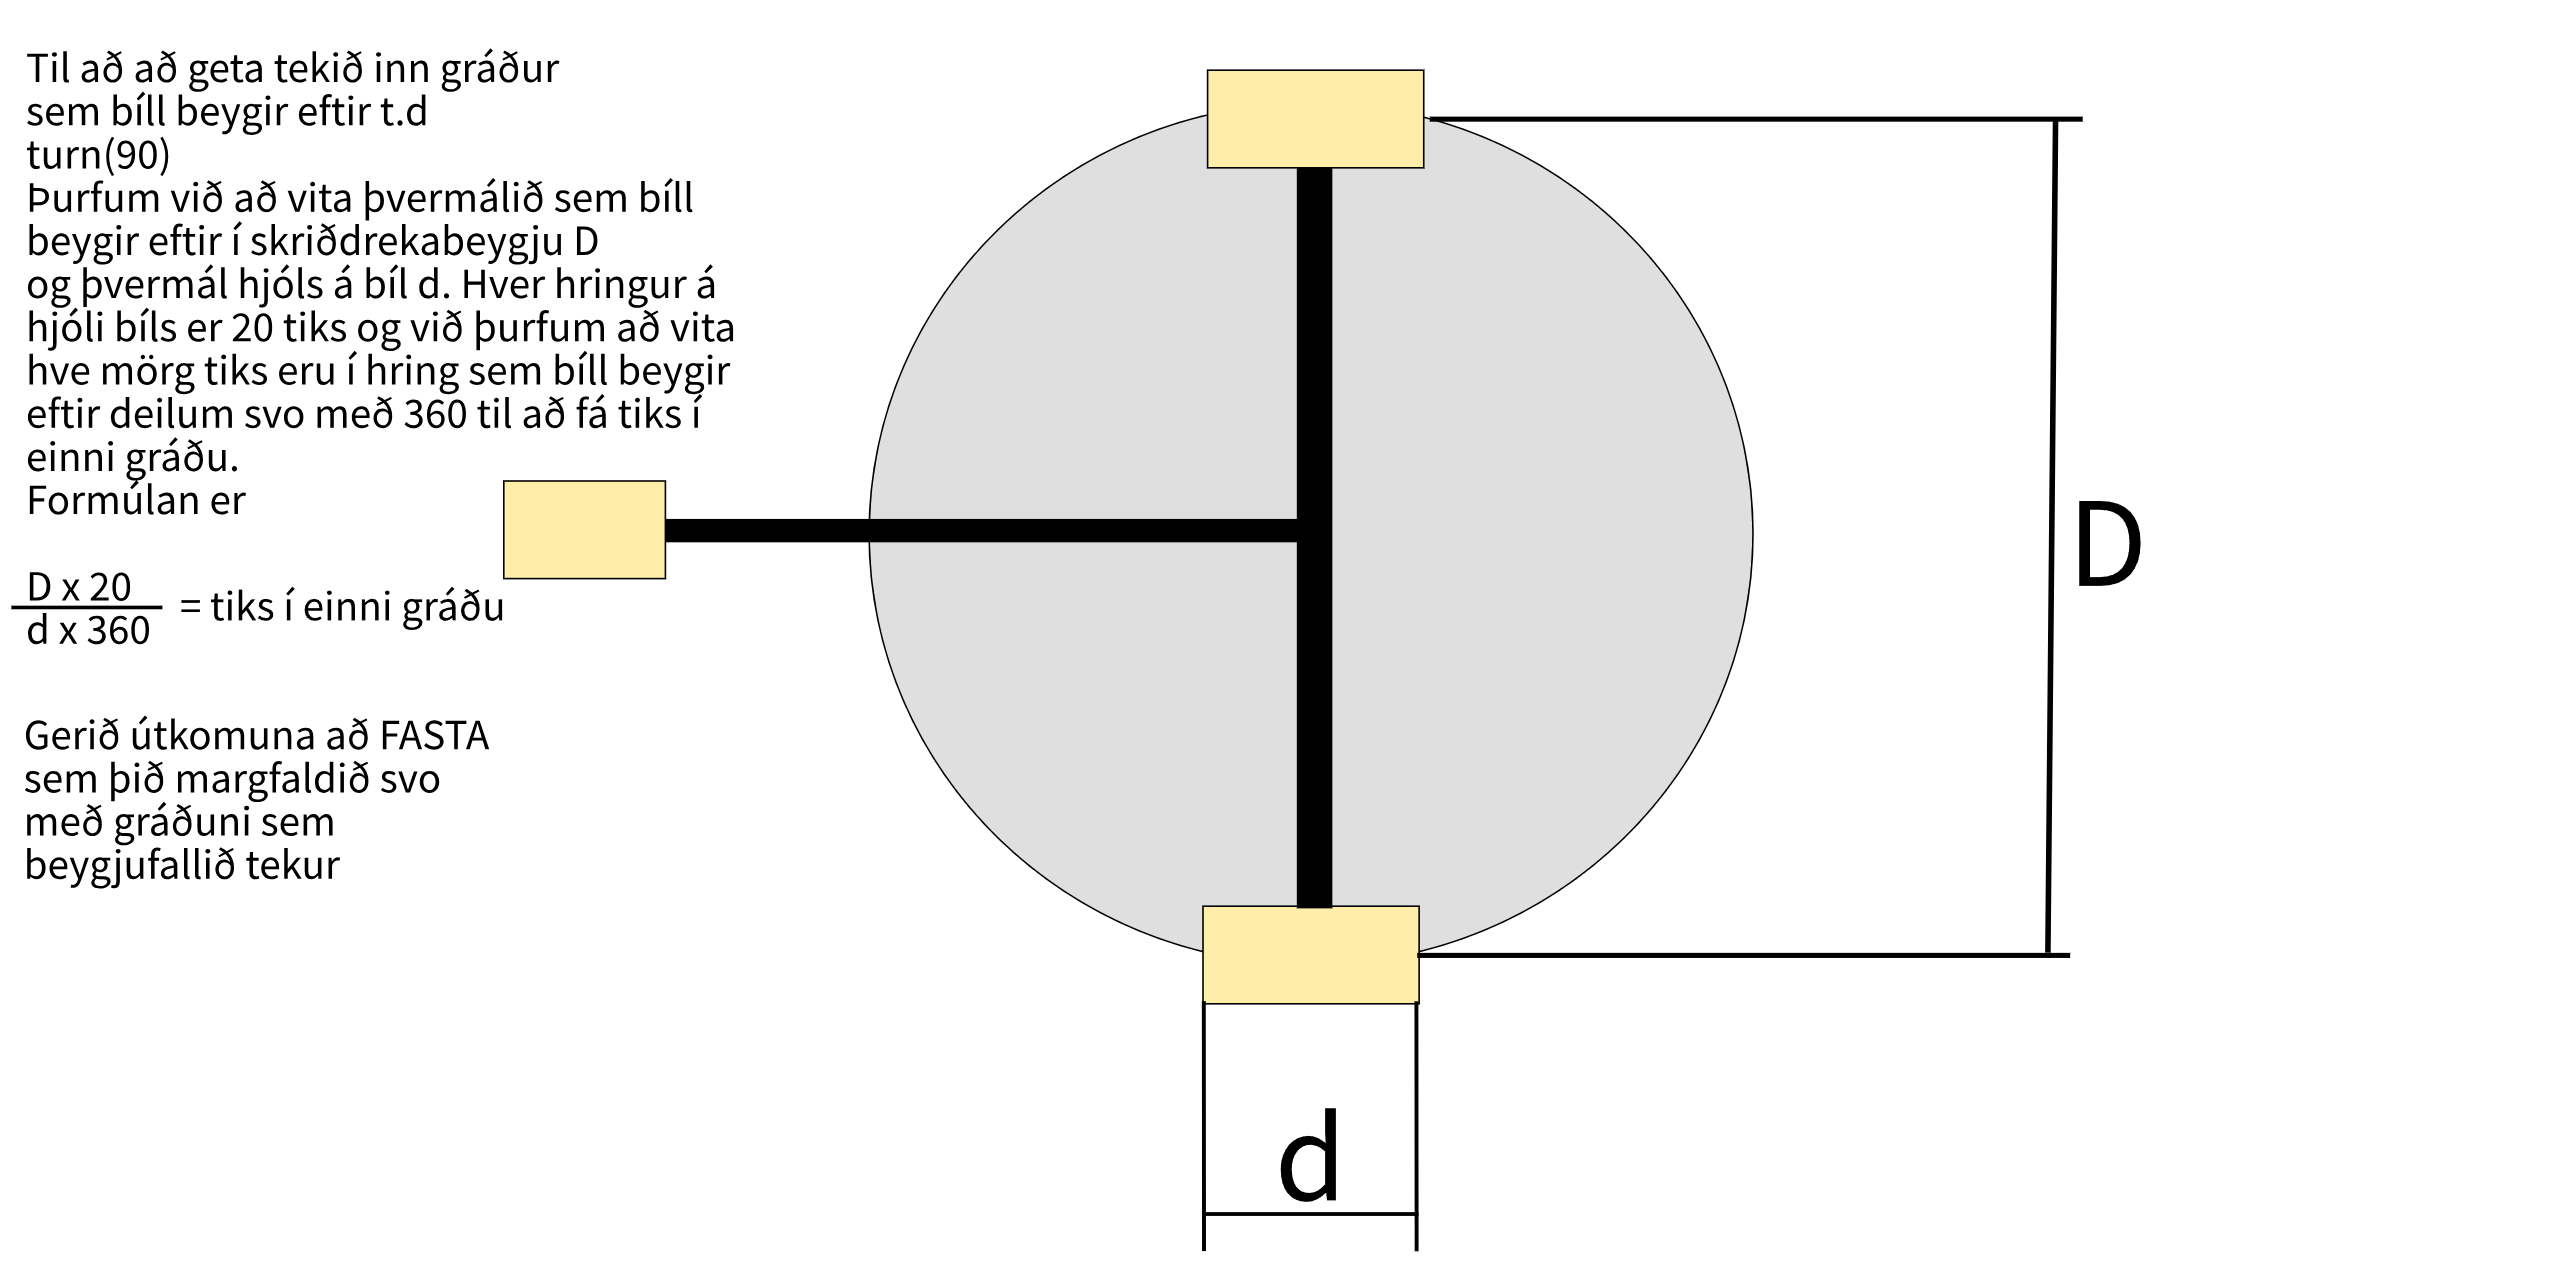 Til að að geta tekið inn gráður
sem bíll beygir eftir t.d
turn(90)
Þurfum við að vita þvermálið sem bíll
beygir eftir í skriðdrekabeygju D
og þvermál hjóls á bíl d. Hver hringur á
hjóli bíls er 20 tiks og við þurfum að vita
hve mörg tiks eru í hring sem bíll beygir
eftir deilum svo með 360 til að fá tiks í
einni gráðu.
Formúlan er
D x 20
d x 360
= tiks í einni gráðu
Gerið útkomuna að FASTA
sem þið margfaldið svo
með gráðuni sem
beygjufallið tekur
D
d